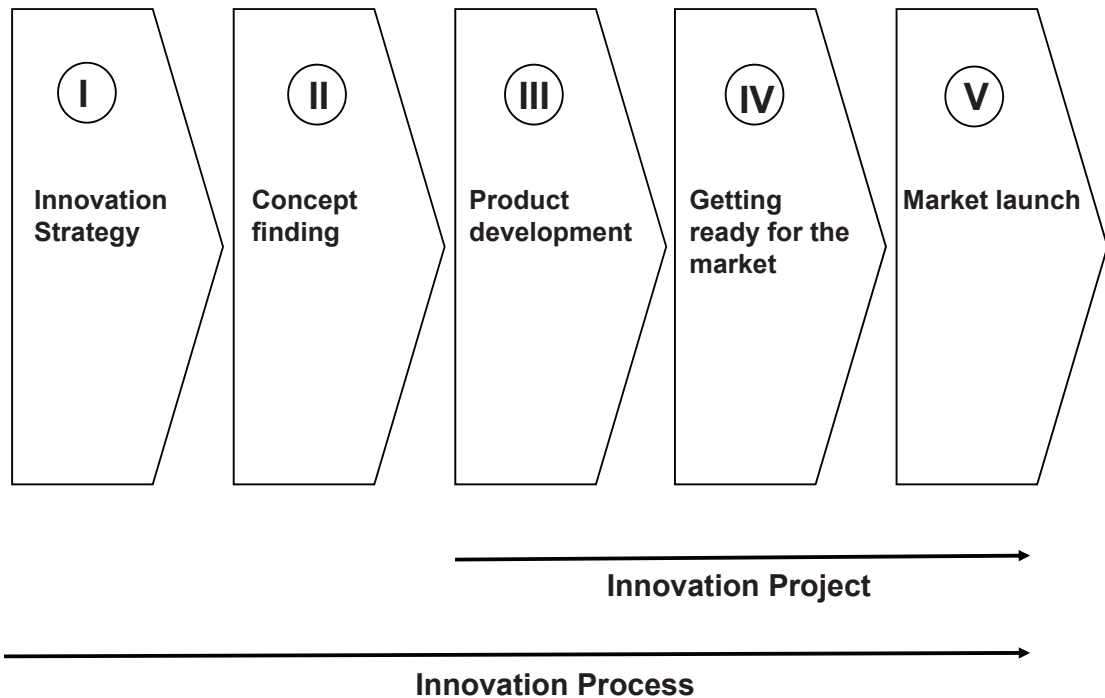 I
II
III
IV
V
Innovation
Strategy
Concept
finding
Product
development
Getting
ready for the
market
Market launch
Innovation Project
Innovation Process